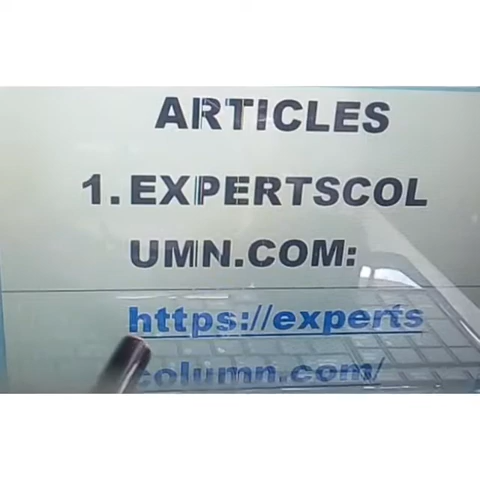 ARTICLES
1. EXPERTSCOL
UMN.COM:
https://experts
column.com/